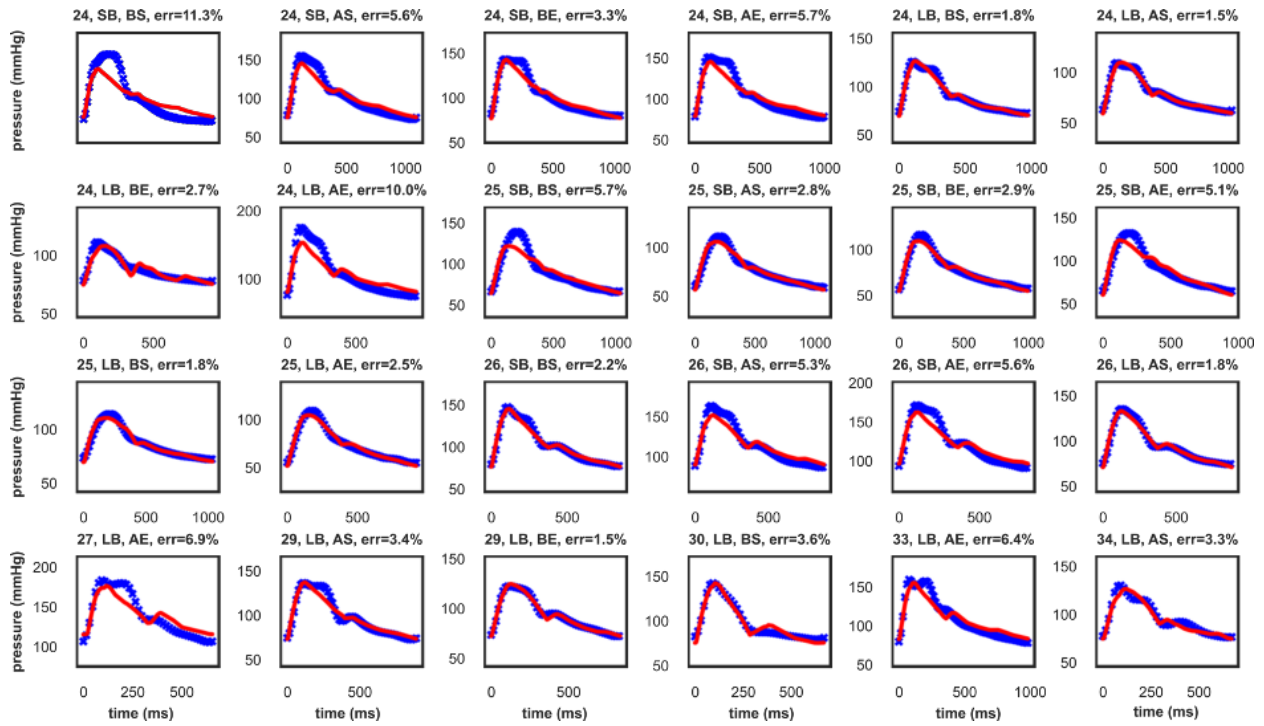 24, SB, BS, err=11.3% 24, SB, AS, err=5.6% 24, SB, BE, err=3.3% 24, SB, AE, err=5.7% 24, LB, BS, err=1.8% 24, LB, AS, err=1.5%
pressure (mmHg)
150 150 150 150 100
100 100 100 100
50 50 50 50 50
0 500 1000 0 500 1000 0 500 1000 0 500 1000 0 500 1000
24, LB, BE, err=2.7% 24, LB, AE, err=10.0% 25, SB, BS, err=5.7% 25, SB, AS, err=2.8% 25, SB, BE, err=2.9% 25, SB, AE, err=5.1%
pressure (mmHg)
200 150 150
100 100 100 100 100 100
50 50 50 50 50
500 500 0 500 1000 0 500 1000 0 500 1000 0 500 1000
25, LB, BS, err=1.8% 25, LB, AE, err=2.5% 26, SB, BS, err=2.2% 26, SB, AS, err=5.3% 26, SB, AE, err=5.6% 26, LB, AS, err=1.8%
pressure (mmHg)
200
100 100 150 150 150 150
50 50 100 100 100 100
50 50
0 500 1000 0 500 500 0 500 0 500 0 500
27, LB, AE, err=6.9% 29, LB, AS, err=3.4% 29, LB, BE, err=1.5% 30, LB, BS, err=3.6% 33, LB, AE, err=6.4% 34, LB, AS, err=3.3%
pressure (mmHg)
200 150 150 150 150 150
150 100 100 100 100 100
100 50 50 50 50 50
0 250 500 0 500 0 500 0 250 500 0 500 1000 0 250 500
time (ms) time (ms) time (ms) time (ms) time (ms) time (ms)